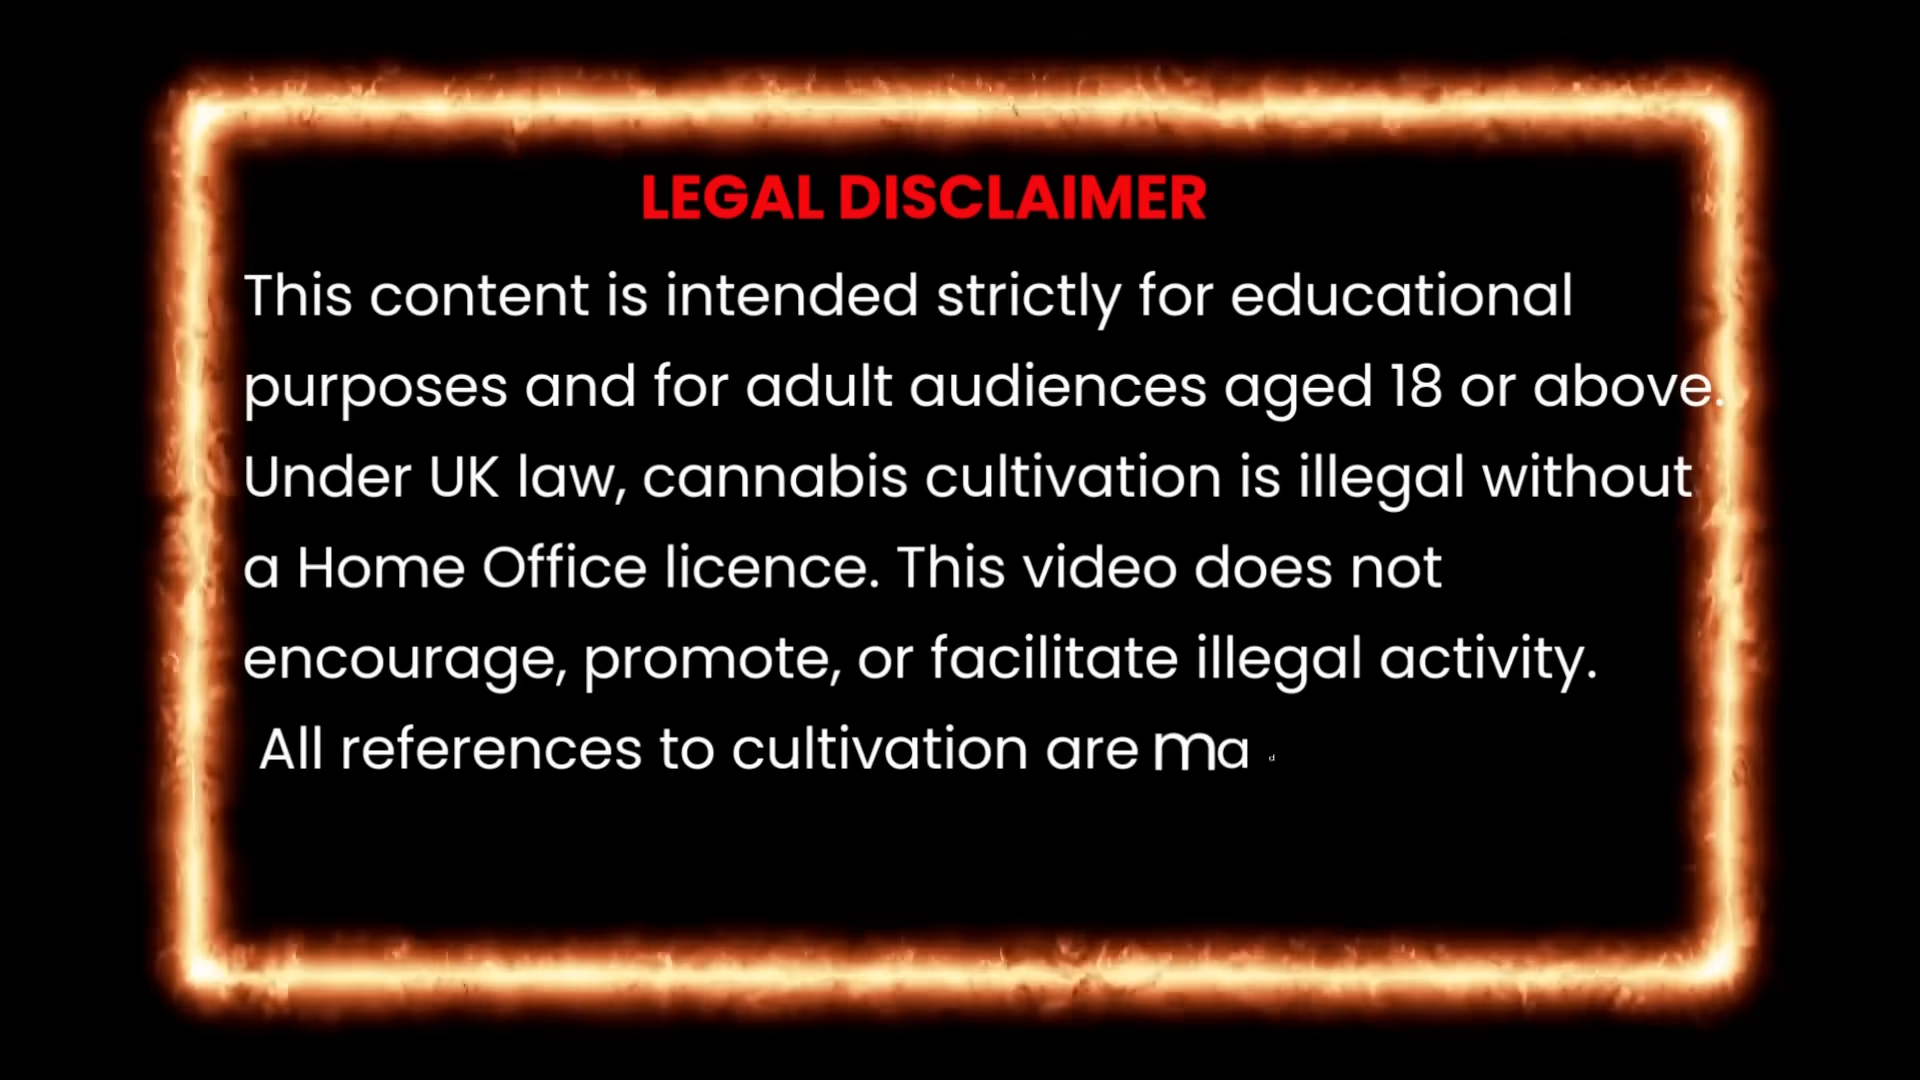 LEGAL DISCLAIMER
This content is intended strictly for educational
purposes and for adult audiences aged 18 or above.
Under UK law, cannabis cultivation is illegal without
a Home Office licence. This video does not
encourage, promote, or facilitate illegal activity.
All references to cultivation are mad